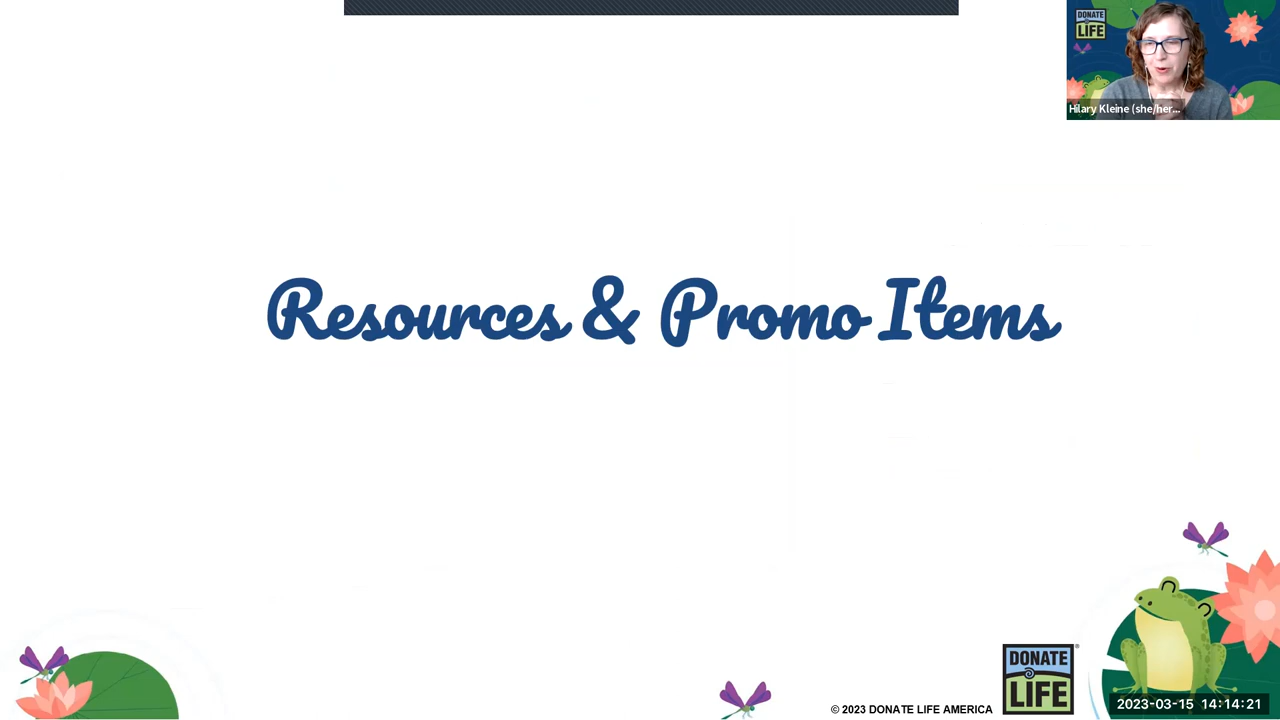 DONATE
LIFE
Hilary Kleine (she/her...
Resources & Promo Items
© 2023 DONATE LIFE AMERICA
DONATE
LIFE
®
2023-03-15 14:14:21